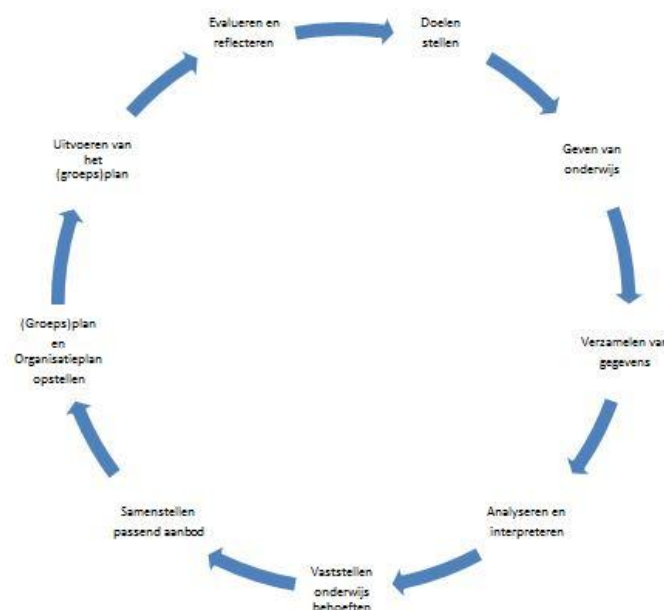 Doelen
stellen
Geven van
onderwijs
Verzamelen van
gegevens
Analyseren en
interpreteren
Vaststellen
onderwijs
behoeften
Samenstellen
passend aanbod
(Groeps)plan
en
Organisatieplan
opstellen
Uitvoeren van
het
(groeps)plan
Evalueren en
reflecteren